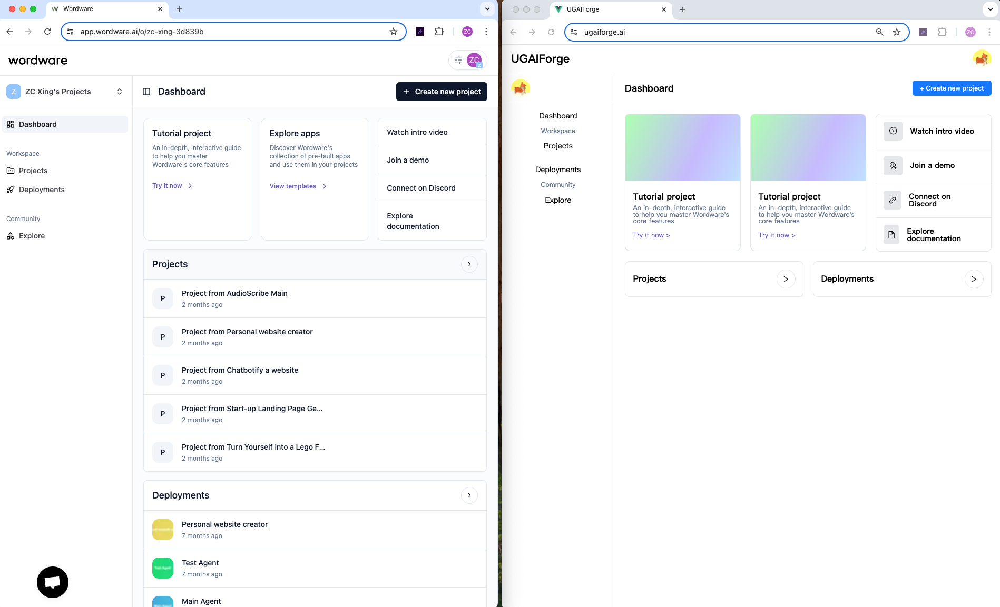 Wordware
app.wordware.ai/o/zc-xing-3d839b
ZC
wordware
ZC
Z
Z
ZC Xing's Projects
Dashboard
Workspace
Projects
Deployments
Community
Explore
Dashboard
+ Create new project
Tutorial project
An in-depth, interactive guide
to help you master
Wordware's core features
Try it now
Explore apps
Discover Wordware's
collection of pre-built apps
and use them in your projects
View templates
Watch intro video
Join a demo
Connect on Discord
Explore
documentation
Projects
P
Project from AudioScribe Main
2 months ago
P
Project from Personal website creator
2 months ago
P
Project from Chatbotify a website
2 months ago
P
Project from Start-up Landing Page Ge...
2 months ago
P
Project from Turn Yourself into a Lego F...
2 months ago
Deployments
Personal website creator
7 months ago
Test Agent
Test Agent
7 months ago
Main Agent
UGAIForge
ugaiforge.ai
ZC
UGAIForge
Dashboard
Workspace
Projects
Deployments
Community
Explore
Dashboard
+ Create new project
Tutorial project
An in-depth, interactive guide
to help you master Wordware's
core features
Try it now >
Tutorial project
An in-depth, interactive guide
to help you master Wordware's
core features
Try it now >
Watch intro video
Join a demo
Connect on
Discord
Explore
documentation
Projects
Deployments